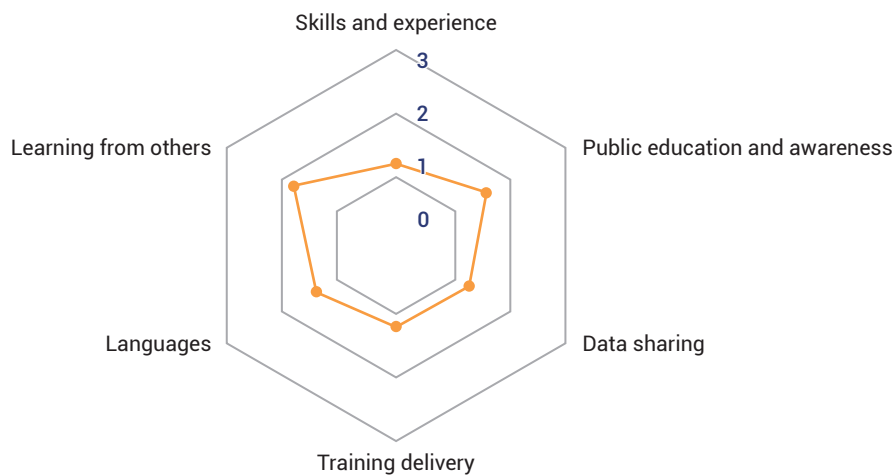 Skills and experience
3
2
Learning from others
Public education and awareness
1
0
Languages
Data sharing
Training delivery